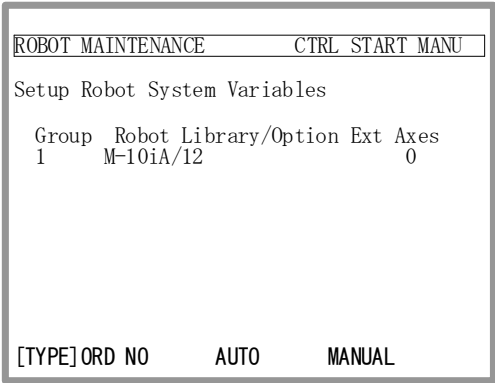 ROBOT MAINTENANCE CTRL START MANU
Setup Robot System Variables
Group Robot Library/Option Ext Axes
1 M-10iA/12 0
[TYPE]ORD NO AUTO MANUAL